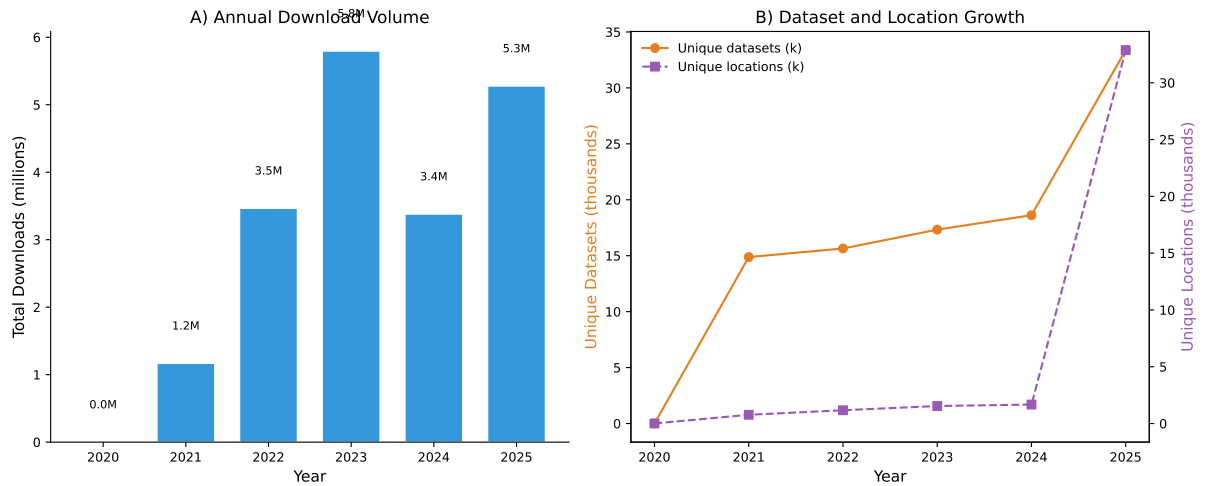 A) Annual Download Volume
5.8M
6
5
4
3
2
1
0
Total Downloads (millions)
0.0M
1.2M
3.5M
3.4M
5.3M
2020 2021 2022 2023 2024 2025
Year
B) Dataset and Location Growth
Unique datasets (k)
Unique locations (k)
35
30
25
20
15
10
5
0
Unique Datasets (thousands)
30
25
20
15
10
5
0
Unique Locations (thousands)
2020 2021 2022 2023 2024 2025
Year